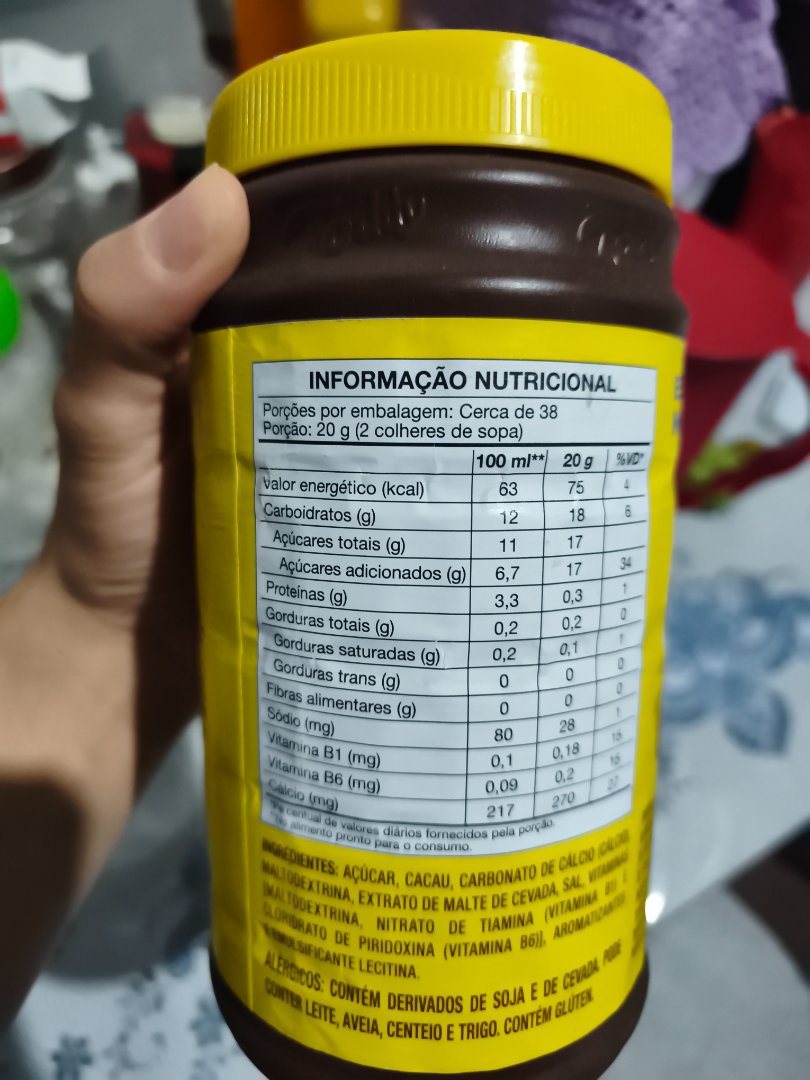 INFORMAÇÃO NUTRICIONAL
Porções por embalagem: Cerca de 38
Porção: 20 g (2 colheres de sopa)
100 ml** 20 g %VD*
Valor energético (kcal) 63 75 4
Carboidratos (g) 12 18 6
Açúcares totais (g) 11 17
Açúcares adicionados (g) 6,7 17 34
Proteínas (g) 3,3 0,3 1
Gorduras totais (g) 0,2 0,2 0
Gorduras saturadas (g) 0,2 0,1 1
Gorduras trans (g) 0 0 0
Fibras alimentares (g) 0 0 0
Sódio (mg) 80 28 1
Vitamina B1 (mg) 0,1 0,18 15
Vitamina B6 (mg) 0,09 0,2 15
Cálcio (mg) 217 270 27
*Percentual de valores diários fornecidos pela porção.
**No alimento pronto para o consumo.
INGREDIENTES: AÇÚCAR, CACAU, CARBONATO DE CÁLCIO (CÁLCIO),
MALTODEXTRINA, EXTRATO DE MALTE DE CEVADA, SAL, VITAMINAS
[MALTODEXTRINA, NITRATO DE TIAMINA (VITAMINA B1) E
CLORIDRATO DE PIRIDOXINA (VITAMINA B6)], AROMATIZANTES
E EMULSIFICANTE LECITINA.
ALÉRGICOS: CONTÉM DERIVADOS DE SOJA E DE CEVADA. PODE
CONTER LEITE, AVEIA, CENTEIO E TRIGO. CONTÉM GLÚTEN.